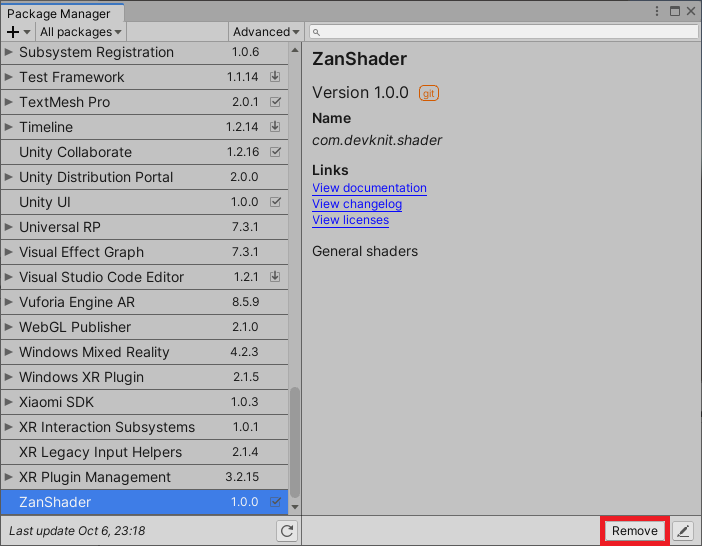 Package Manager
All packages Advanced
Subsystem Registration 1.0.6
Test Framework 1.1.14
TextMesh Pro 2.0.1
Timeline 1.2.14
Unity Collaborate 1.2.16
Unity Distribution Portal 2.0.0
Unity UI 1.0.0
Universal RP 7.3.1
Visual Effect Graph 7.3.1
Visual Studio Code Editor 1.2.1
Vuforia Engine AR 8.5.9
WebGL Publisher 2.1.0
Windows Mixed Reality 4.2.3
Windows XR Plugin 2.1.5
Xiaomi SDK 1.0.3
XR Interaction Subsystems 1.0.1
XR Legacy Input Helpers 2.1.4
XR Plugin Management 3.2.15
ZanShader 1.0.0
Last update Oct 6, 23:18
ZanShader
Version 1.0.0 git
Name
com.devknit.shader
Links
View documentation
View changelog
View licenses
General shaders
Remove